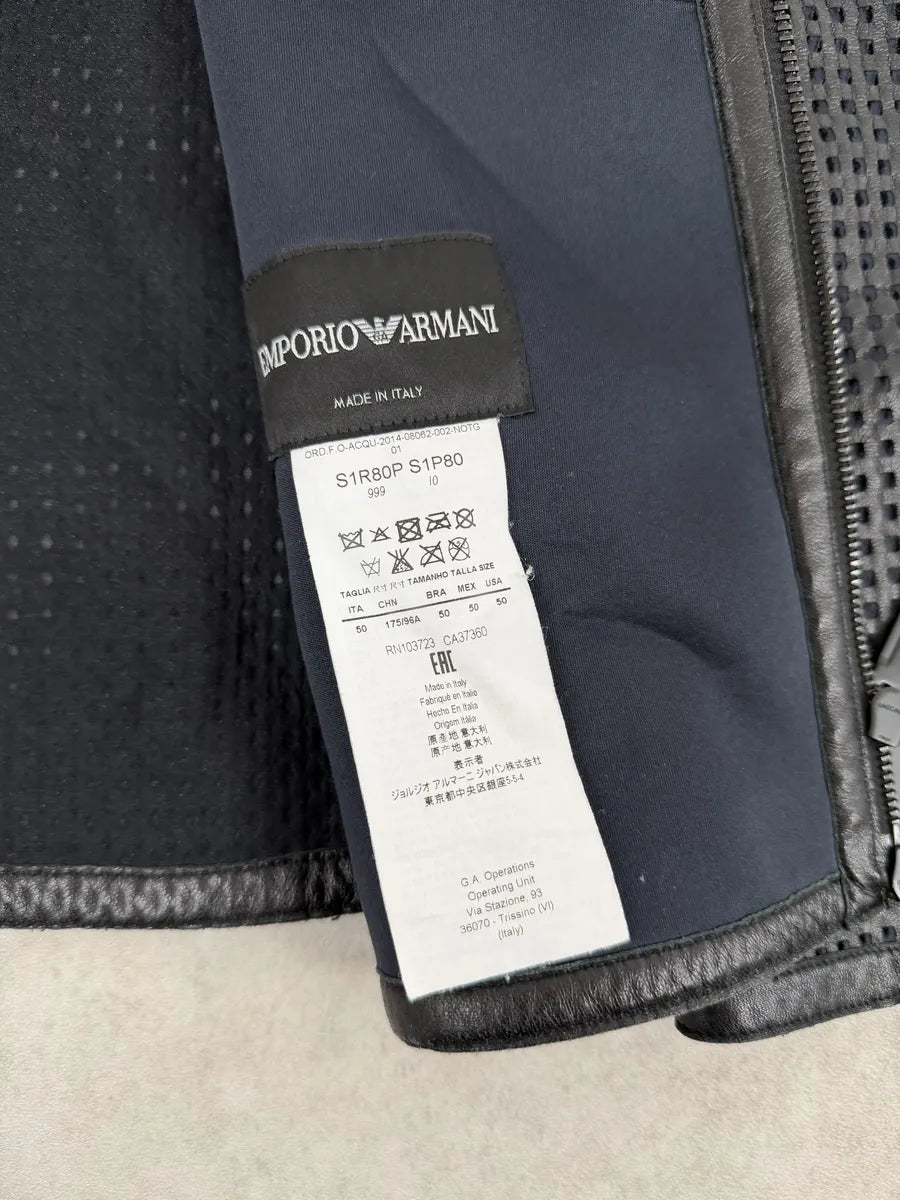 EMPORIO ARMANI
MADE IN ITALY
ORD.F.O-ACQU-2014-08062-002-NOTG
01
S1R80P S1P80
999 I0
TAGLIA TAMANHO TALLA SIZE
ITA CHN BRA MEX USA
50 175/96A 50 50 50
RN103723 CA37360
EAC
Made in Italy
Fabriqué en Italie
Hecho En Italia
Origem Itália
原産地 意大利
原产地 意大利
表示者
ジョルジオ アルマーニ ジャパン株式会社
東京都中央区銀座5-5-4
G.A. Operations
Operating Unit
Via Stazione, 93
36070 - Trissino (VI)
(Italy)